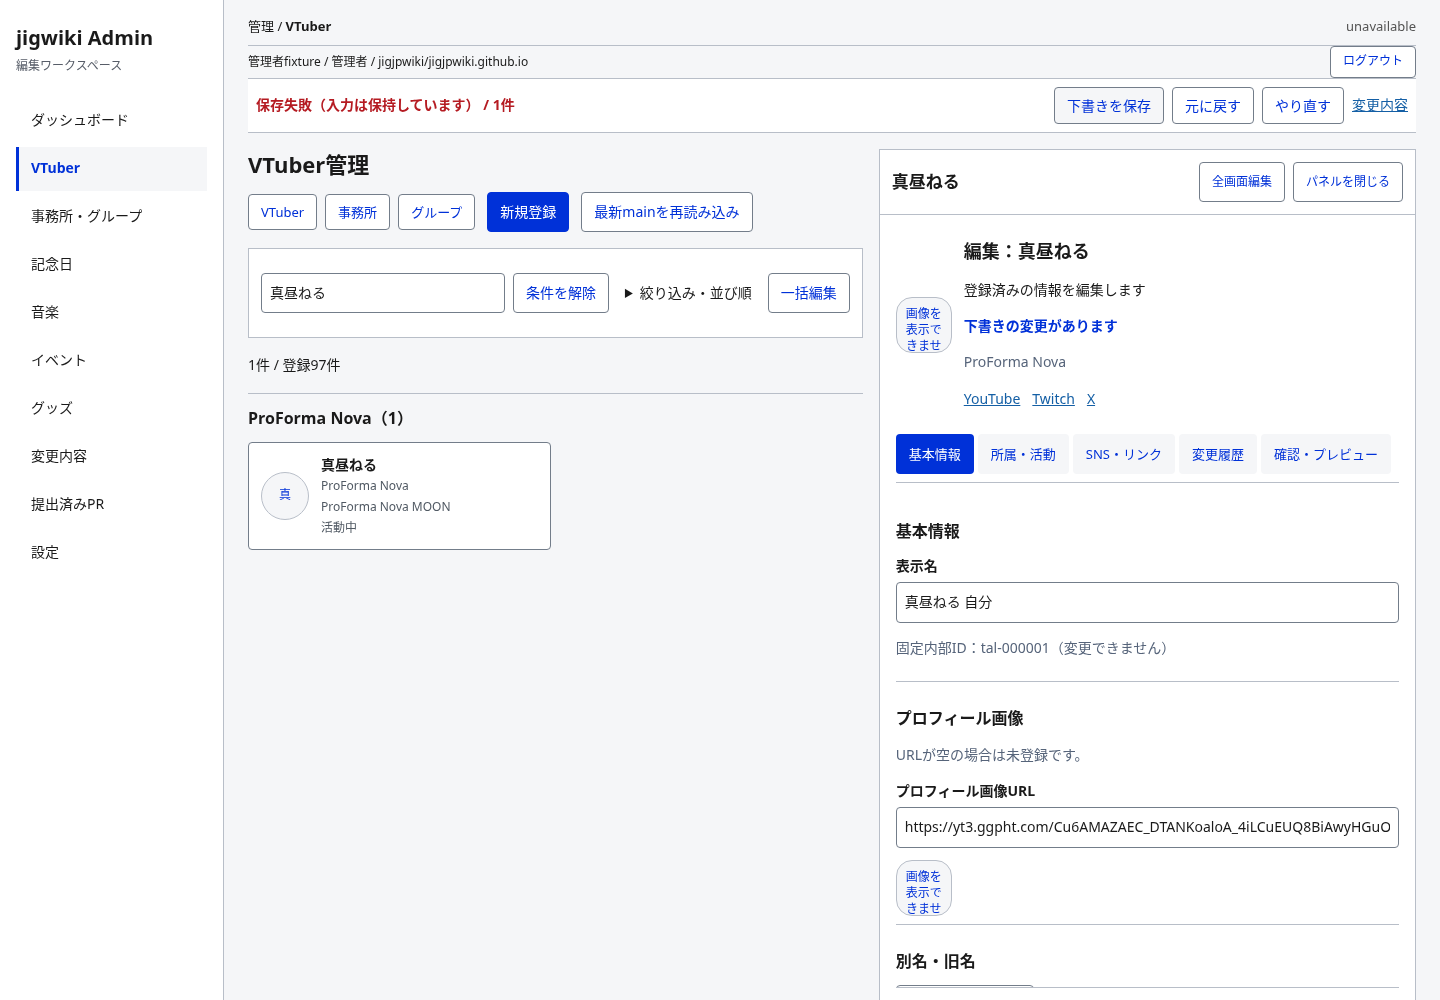 jigwiki Admin
編集ワークスペース
ダッシュボード
VTuber
事務所・グループ
記念日
音楽
イベント
グッズ
変更内容
提出済みPR
設定
管理 / VTuber
unavailable
管理者fixture / 管理者 / jigjpwiki/jigjpwiki.github.io
ログアウト
保存失敗（入力は保持しています） / 1件
下書きを保存
元に戻す
やり直す
変更内容
VTuber管理
VTuber
事務所
グループ
新規登録
最新mainを再読み込み
真昼ねる
条件を解除
▶ 絞り込み・並び順
一括編集
1件 / 登録97件
ProForma Nova（1）
真
真昼ねる
ProForma Nova
ProForma Nova MOON
活動中
真昼ねる
全画面編集
パネルを閉じる
画像を
表示で
きませ
編集：真昼ねる
登録済みの情報を編集します
下書きの変更があります
ProForma Nova
YouTube Twitch X
基本情報
所属・活動
SNS・リンク
変更履歴
確認・プレビュー
基本情報
表示名
真昼ねる 自分
固定内部ID：tal-000001（変更できません）
プロフィール画像
URLが空の場合は未登録です。
プロフィール画像URL
https://yt3.ggpht.com/Cu6AMAZAEC_DTANKoaloA_4iLCuEUQ8BiAwyHGuO
画像を
表示で
きませ
別名・旧名